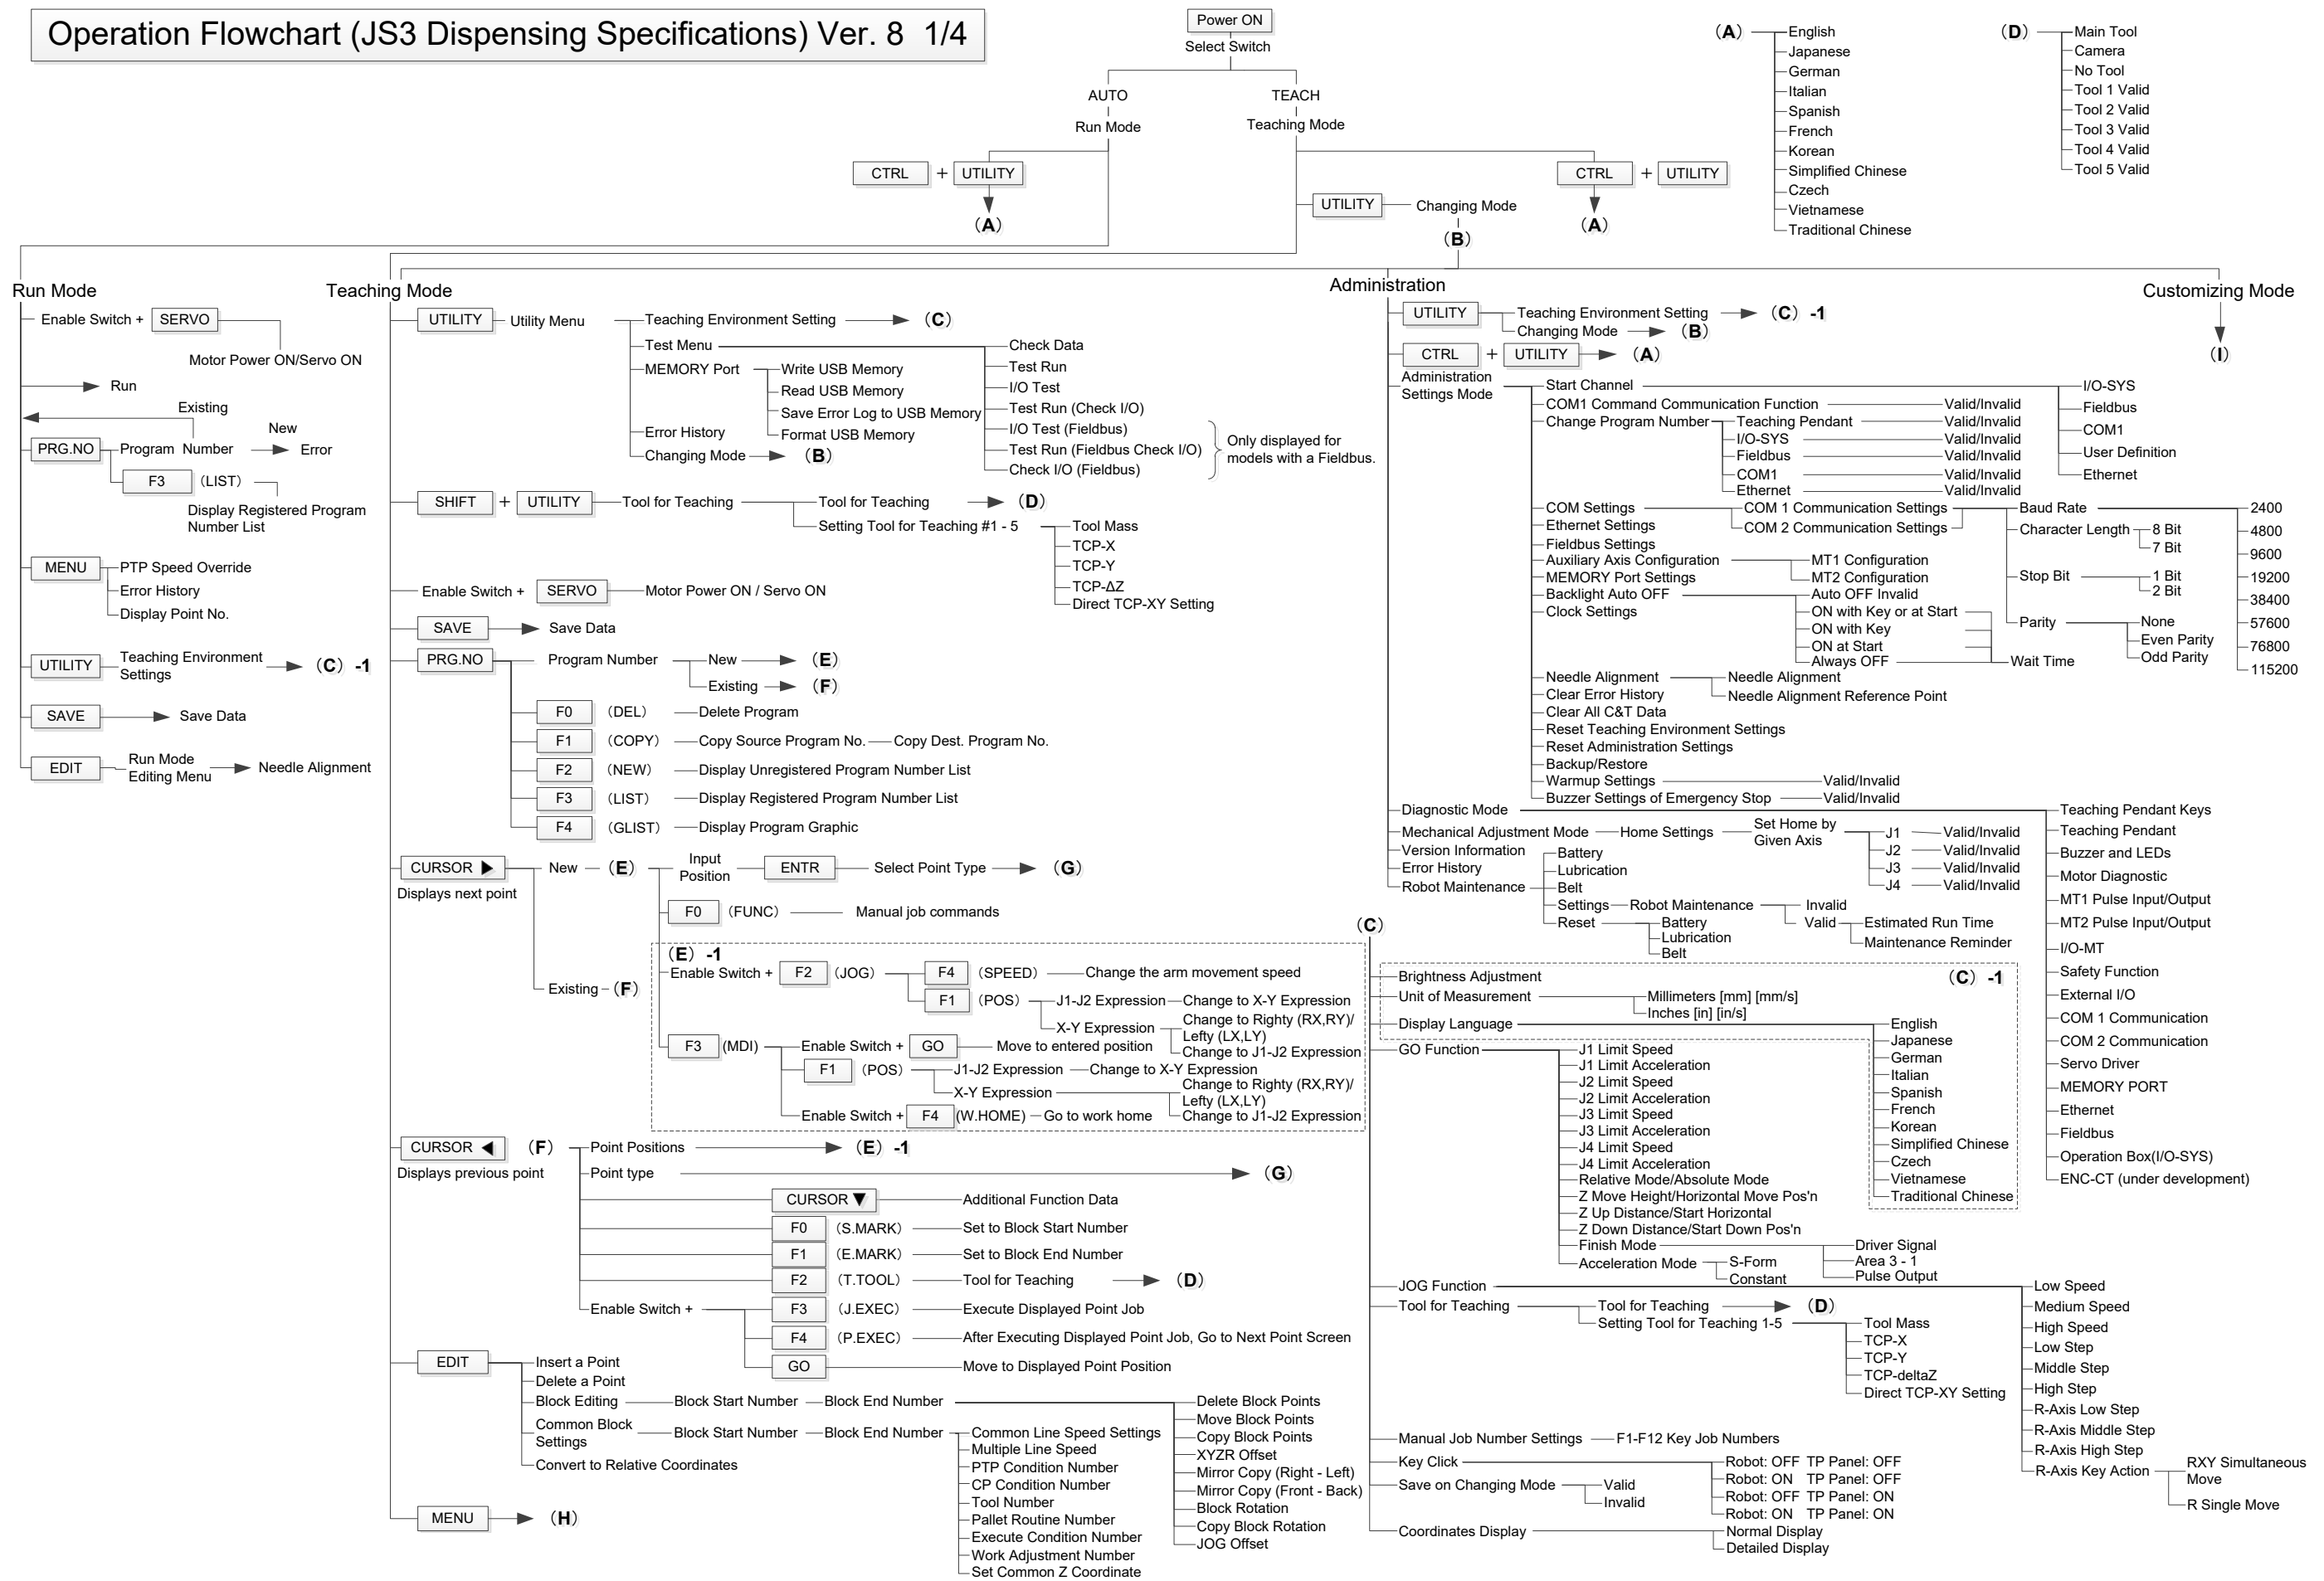 Operation Flowchart (JS3 Dispensing Specifications) Ver. 8  1/4
Power ON
Select Switch
AUTO
Run Mode
TEACH
Teaching Mode
CTRL + UTILITY
(A)
CTRL + UTILITY
(A)
UTILITY Changing Mode
(B)
(A) English
Japanese
German
Italian
Spanish
French
Korean
Simplified Chinese
Czech
Vietnamese
Traditional Chinese
(D) Main Tool
Camera
No Tool
Tool 1 Valid
Tool 2 Valid
Tool 3 Valid
Tool 4 Valid
Tool 5 Valid
Run Mode
Enable Switch + SERVO
Motor Power ON/Servo ON
Run
Existing
New
PRG.NO Program Number Error
F3 (LIST)
Display Registered Program
Number List
MENU PTP Speed Override
Error History
Display Point No.
UTILITY Teaching Environment
Settings (C) -1
SAVE Save Data
EDIT Run Mode
Editing Menu Needle Alignment
Teaching Mode
UTILITY Utility Menu Teaching Environment Setting (C)
Test Menu
Check Data
Test Run
I/O Test
Test Run (Check I/O)
I/O Test (Fieldbus)
Test Run (Fieldbus Check I/O)
Check I/O (Fieldbus)
Only displayed for
models with a Fieldbus.
MEMORY Port Write USB Memory
Read USB Memory
Save Error Log to USB Memory
Format USB Memory
Error History
Changing Mode (B)
SHIFT + UTILITY Tool for Teaching Tool for Teaching (D)
Setting Tool for Teaching #1 - 5 Tool Mass
TCP-X
TCP-Y
TCP-ΔZ
Direct TCP-XY Setting
Enable Switch + SERVO Motor Power ON / Servo ON
SAVE Save Data
PRG.NO Program Number New (E)
Existing (F)
F0 (DEL) Delete Program
F1 (COPY) Copy Source Program No. Copy Dest. Program No.
F2 (NEW) Display Unregistered Program Number List
F3 (LIST) Display Registered Program Number List
F4 (GLIST) Display Program Graphic
CURSOR ▶ New (E) Input
Position ENTR Select Point Type (G)
Displays next point
F0 (FUNC) Manual job commands
Existing (F)
(E) -1
Enable Switch + F2 (JOG) F4 (SPEED) Change the arm movement speed
F1 (POS) J1-J2 Expression Change to X-Y Expression
X-Y Expression Change to Righty (RX,RY)/
Lefty (LX,LY)
Change to J1-J2 Expression
F3 (MDI) Enable Switch + GO Move to entered position
F1 (POS) J1-J2 Expression Change to X-Y Expression
X-Y Expression Change to Righty (RX,RY)/
Lefty (LX,LY)
Change to J1-J2 Expression
Enable Switch + F4 (W.HOME) Go to work home
CURSOR ◀ (F) Point Positions (E) -1
Displays previous point
Point type (G)
CURSOR ▼ Additional Function Data
F0 (S.MARK) Set to Block Start Number
F1 (E.MARK) Set to Block End Number
F2 (T.TOOL) Tool for Teaching (D)
Enable Switch + F3 (J.EXEC) Execute Displayed Point Job
F4 (P.EXEC) After Executing Displayed Point Job, Go to Next Point Screen
GO Move to Displayed Point Position
EDIT Insert a Point
Delete a Point
Block Editing Block Start Number Block End Number
Delete Block Points
Move Block Points
Copy Block Points
XYZR Offset
Mirror Copy (Right - Left)
Mirror Copy (Front - Back)
Block Rotation
Copy Block Rotation
JOG Offset
Common Block
Settings Block Start Number Block End Number
Common Line Speed Settings
Multiple Line Speed
PTP Condition Number
CP Condition Number
Tool Number
Pallet Routine Number
Execute Condition Number
Work Adjustment Number
Set Common Z Coordinate
Convert to Relative Coordinates
MENU (H)
Administration
UTILITY Teaching Environment Setting (C) -1
Changing Mode (B)
CTRL + UTILITY (A)
Administration
Settings Mode
Start Channel
I/O-SYS
Fieldbus
COM1
User Definition
Ethernet
COM1 Command Communication Function Valid/Invalid
Change Program Number Teaching Pendant Valid/Invalid
I/O-SYS Valid/Invalid
Fieldbus Valid/Invalid
COM1 Valid/Invalid
Ethernet Valid/Invalid
COM Settings COM 1 Communication Settings
COM 2 Communication Settings
Baud Rate
2400
4800
9600
19200
38400
57600
76800
115200
Character Length 8 Bit
7 Bit
Stop Bit 1 Bit
2 Bit
Parity None
Even Parity
Odd Parity
Ethernet Settings
Fieldbus Settings
Auxiliary Axis Configuration MT1 Configuration
MT2 Configuration
MEMORY Port Settings
Backlight Auto OFF Auto OFF Invalid
ON with Key or at Start
ON with Key
ON at Start
Always OFF Wait Time
Clock Settings
Needle Alignment Needle Alignment
Needle Alignment Reference Point
Clear Error History
Clear All C&T Data
Reset Teaching Environment Settings
Reset Administration Settings
Backup/Restore
Warmup Settings Valid/Invalid
Buzzer Settings of Emergency Stop Valid/Invalid
Diagnostic Mode
Teaching Pendant Keys
Teaching Pendant
Buzzer and LEDs
Motor Diagnostic
MT1 Pulse Input/Output
MT2 Pulse Input/Output
I/O-MT
Safety Function
External I/O
COM 1 Communication
COM 2 Communication
Servo Driver
MEMORY PORT
Ethernet
Fieldbus
Operation Box(I/O-SYS)
ENC-CT (under development)
Mechanical Adjustment Mode Home Settings Set Home by
Given Axis
J1 Valid/Invalid
J2 Valid/Invalid
J3 Valid/Invalid
J4 Valid/Invalid
Version Information
Error History
Robot Maintenance Battery
Lubrication
Belt
Settings Robot Maintenance Invalid
Valid Estimated Run Time
Maintenance Reminder
Reset Battery
Lubrication
Belt
Customizing Mode
(I)
(C)
(C) -1
Brightness Adjustment
Unit of Measurement Millimeters [mm] [mm/s]
Inches [in] [in/s]
Display Language English
Japanese
German
Italian
Spanish
French
Korean
Simplified Chinese
Czech
Vietnamese
Traditional Chinese
GO Function J1 Limit Speed
J1 Limit Acceleration
J2 Limit Speed
J2 Limit Acceleration
J3 Limit Speed
J3 Limit Acceleration
J4 Limit Speed
J4 Limit Acceleration
Relative Mode/Absolute Mode
Z Move Height/Horizontal Move Pos'n
Z Up Distance/Start Horizontal
Z Down Distance/Start Down Pos'n
Finish Mode Driver Signal
Area 3 - 1
Pulse Output
Acceleration Mode S-Form
Constant
JOG Function
Low Speed
Medium Speed
High Speed
Low Step
Middle Step
High Step
R-Axis Low Step
R-Axis Middle Step
R-Axis High Step
R-Axis Key Action RXY Simultaneous
Move
R Single Move
Tool for Teaching Tool for Teaching (D)
Setting Tool for Teaching 1-5 Tool Mass
TCP-X
TCP-Y
TCP-deltaZ
Direct TCP-XY Setting
Manual Job Number Settings F1-F12 Key Job Numbers
Key Click Robot: OFF TP Panel: OFF
Robot: ON TP Panel: OFF
Robot: OFF TP Panel: ON
Robot: ON TP Panel: ON
Save on Changing Mode Valid
Invalid
Coordinates Display Normal Display
Detailed Display